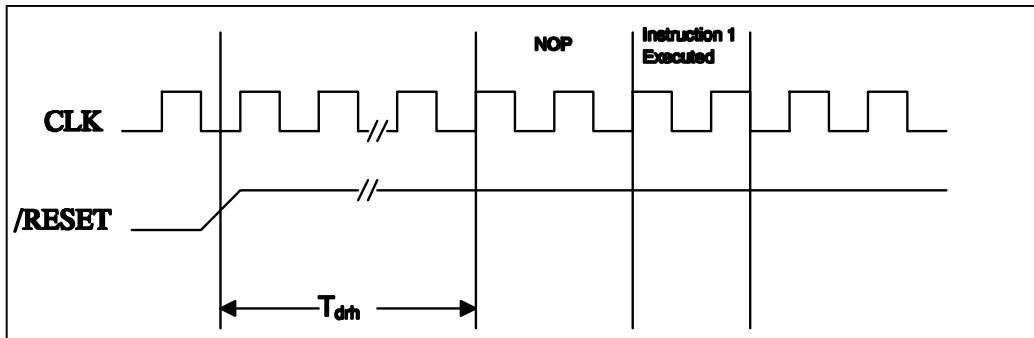 NOP
Instruction 1
Executed
CLK
/RESET
Tdrh